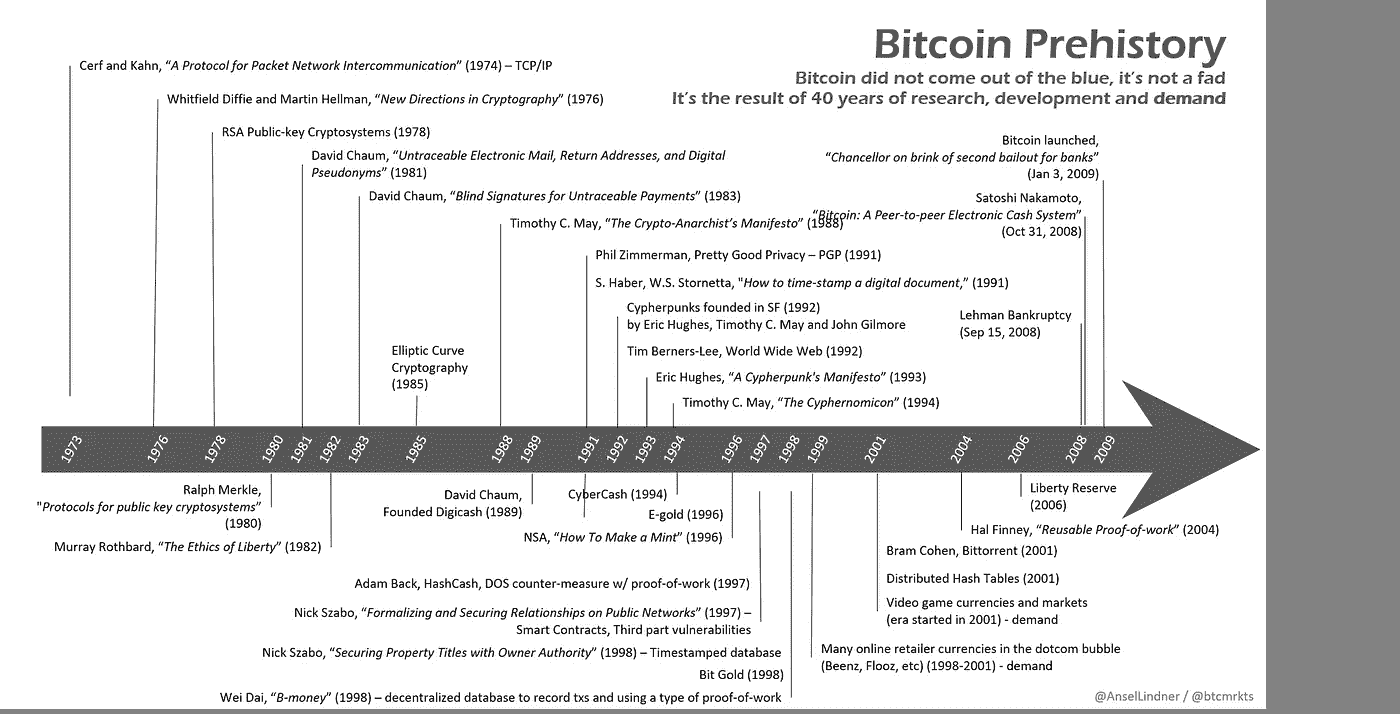 Bitcoin Prehistory
Bitcoin did not come out of the blue, it's not a fad
It's the result of 40 years of research, development and demand
Cerf and Kahn, “A Protocol for Packet Network Intercommunication” (1974) – TCP/IP
Whitfield Diffie and Martin Hellman, “New Directions in Cryptography” (1976)
RSA Public-key Cryptosystems (1978)
David Chaum, “Untraceable Electronic Mail, Return Addresses, and Digital
Pseudonyms” (1981)
David Chaum, “Blind Signatures for Untraceable Payments” (1983)
Timothy C. May, “The Crypto-Anarchist’s Manifesto” (1988)
Bitcoin launched,
“Chancellor on brink of second bailout for banks”
(Jan 3, 2009)
Satoshi Nakamoto,
“Bitcoin: A Peer-to-peer Electronic Cash System”
(Oct 31, 2008)
Phil Zimmerman, Pretty Good Privacy – PGP (1991)
S. Haber, W.S. Stornetta, "How to time-stamp a digital document,” (1991)
Cypherpunks founded in SF (1992)
by Eric Hughes, Timothy C. May and John Gilmore
Lehman Bankruptcy
(Sep 15, 2008)
Tim Berners-Lee, World Wide Web (1992)
Elliptic Curve
Cryptography
(1985)
Eric Hughes, “A Cypherpunk's Manifesto” (1993)
Timothy C. May, “The Cyphernomicon” (1994)
1973
1976
1978
1980
1981
1982
1983
1985
1988
1989
1991
1992
1993
1994
1996
1997
1998
1999
2001
2004
2006
2008
2009
Ralph Merkle,
"Protocols for public key cryptosystems”
(1980)
Murray Rothbard, “The Ethics of Liberty” (1982)
David Chaum,
Founded Digicash (1989)
CyberCash (1994)
E-gold (1996)
NSA, “How To Make a Mint” (1996)
Adam Back, HashCash, DOS counter-measure w/ proof-of-work (1997)
Nick Szabo, “Formalizing and Securing Relationships on Public Networks” (1997) –
Smart Contracts, Third part vulnerabilities
Nick Szabo, “Securing Property Titles with Owner Authority” (1998) – Timestamped database
Bit Gold (1998)
Wei Dai, “B-money” (1998) – decentralized database to record txs and using a type of proof-of-work
Liberty Reserve
(2006)
Hal Finney, “Reusable Proof-of-work” (2004)
Bram Cohen, Bittorrent (2001)
Distributed Hash Tables (2001)
Video game currencies and markets
(era started in 2001) - demand
Many online retailer currencies in the dotcom bubble
(Beenz, Flooz, etc) (1998-2001) - demand
@AnselLindner / @btcmrkts